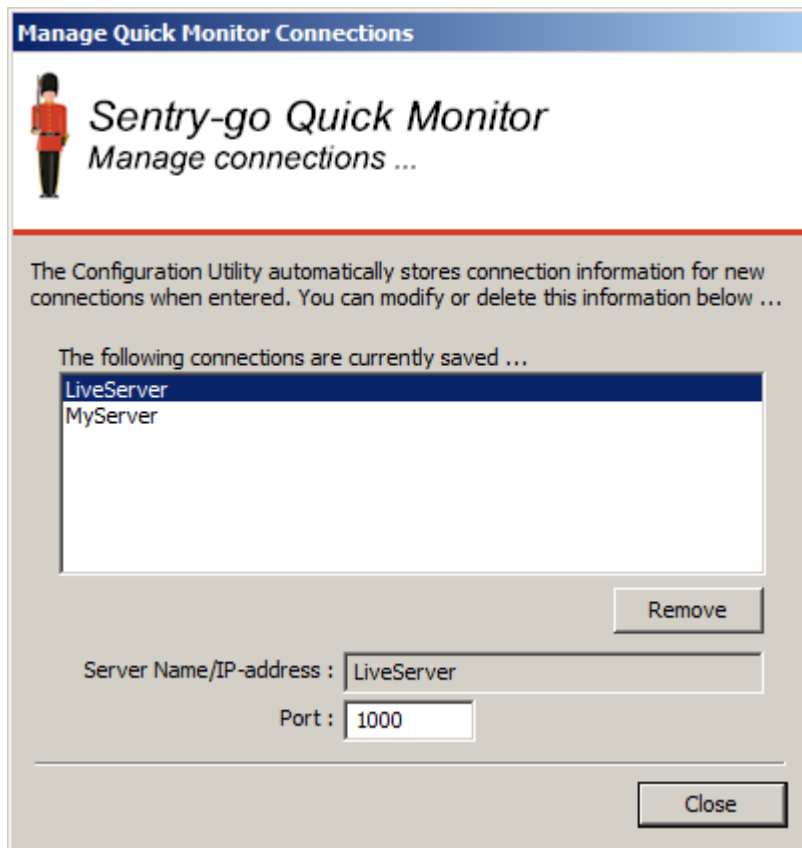 Manage Quick Monitor Connections
Sentry-go Quick Monitor
Manage connections ...
The Configuration Utility automatically stores connection information for new
connections when entered. You can modify or delete this information below ...
The following connections are currently saved ...
LiveServer
MyServer
Remove
Server Name/IP-address : LiveServer
Port : 1000
Close